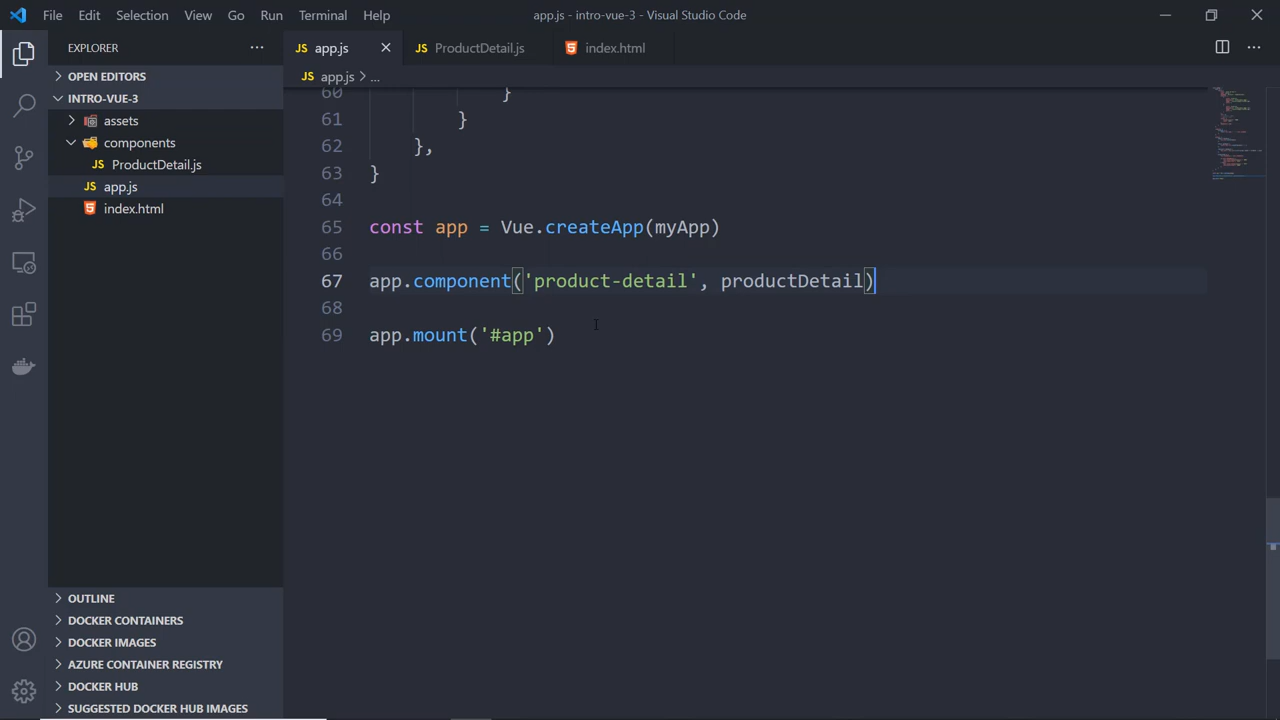 File Edit Selection View Go Run Terminal Help app.js - intro-vue-3 - Visual Studio Code
EXPLORER ...
JS app.js JS ProductDetail.js index.html ...
JS app.js > ...
OPEN EDITORS
INTRO-VUE-3
assets
components
JS ProductDetail.js
JS app.js
index.html
OUTLINE
DOCKER CONTAINERS
DOCKER IMAGES
AZURE CONTAINER REGISTRY
DOCKER HUB
SUGGESTED DOCKER HUB IMAGES
60 }
61 }
62 },
63 }
64
65 const app = Vue.createApp(myApp)
66
67 app.component('product-detail', productDetail)
68
69 app.mount('#app')